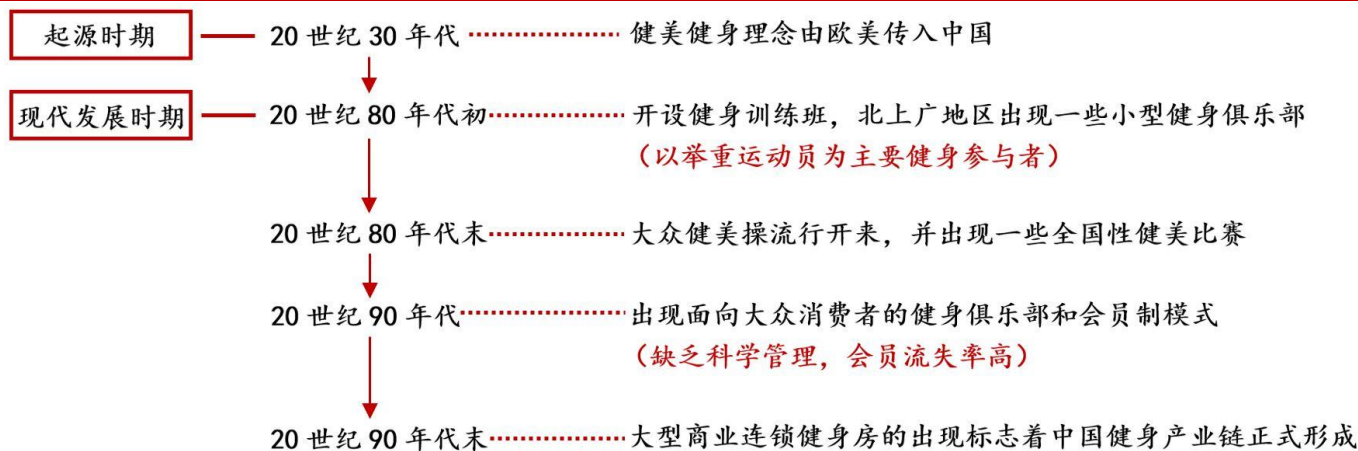 起源时期 20 世纪 30 年代 健美健身理念由欧美传入中国
现代发展时期 20 世纪 80 年代初 开设健身训练班，北上广地区出现一些小型健身俱乐部
（以举重运动员为主要健身参与者）
20 世纪 80 年代末 大众健美操流行开来，并出现一些全国性健美比赛
20 世纪 90 年代 出现面向大众消费者的健身俱乐部和会员制模式
（缺乏科学管理，会员流失率高）
20 世纪 90 年代末 大型商业连锁健身房的出现标志着中国健身产业链正式形成